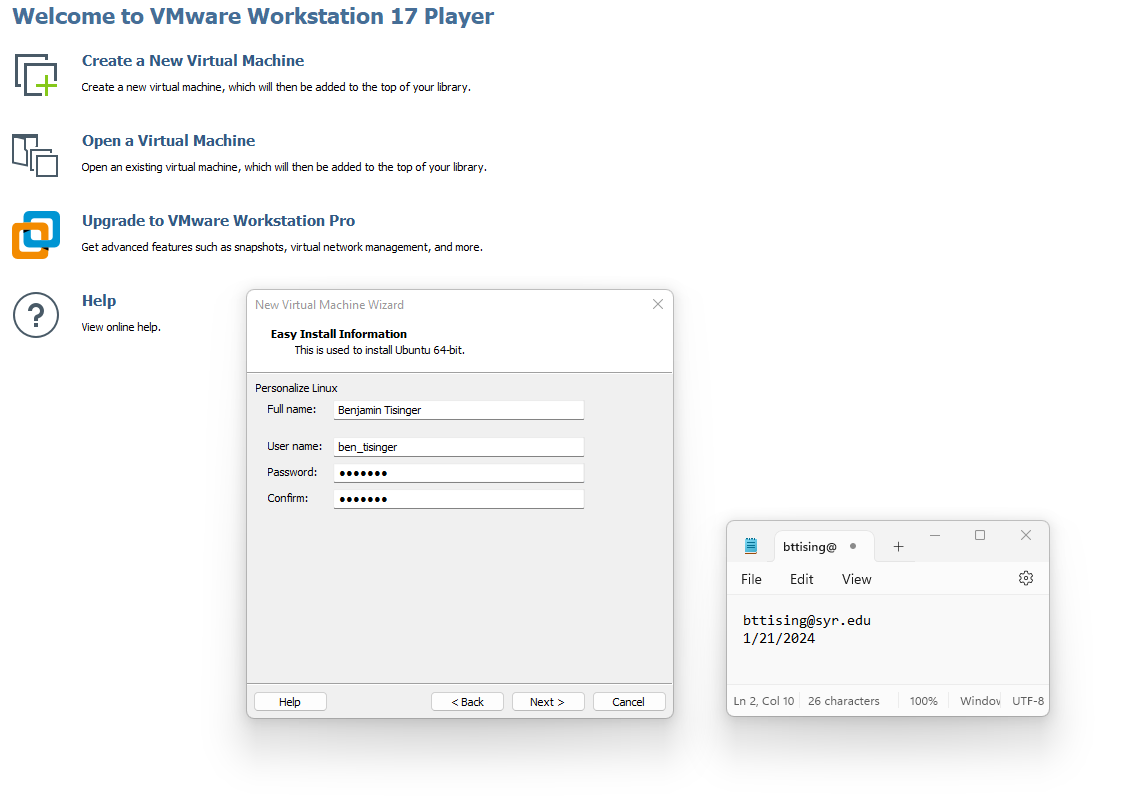 Welcome to VMware Workstation 17 Player
Create a New Virtual Machine
Create a new virtual machine, which will then be added to the top of your library.
Open a Virtual Machine
Open an existing virtual machine, which will then be added to the top of your library.
Upgrade to VMware Workstation Pro
Get advanced features such as snapshots, virtual network management, and more.
Help
View online help.
New Virtual Machine Wizard
Easy Install Information
This is used to install Ubuntu 64-bit.
Personalize Linux
Full name: Benjamin Tisinger
User name: ben_tisinger
Password: ●●●●●●●
Confirm: ●●●●●●●
Help < Back Next > Cancel
bttising@
File Edit View
bttising@syr.edu
1/21/2024
Ln 2, Col 10 26 characters 100% Window UTF-8